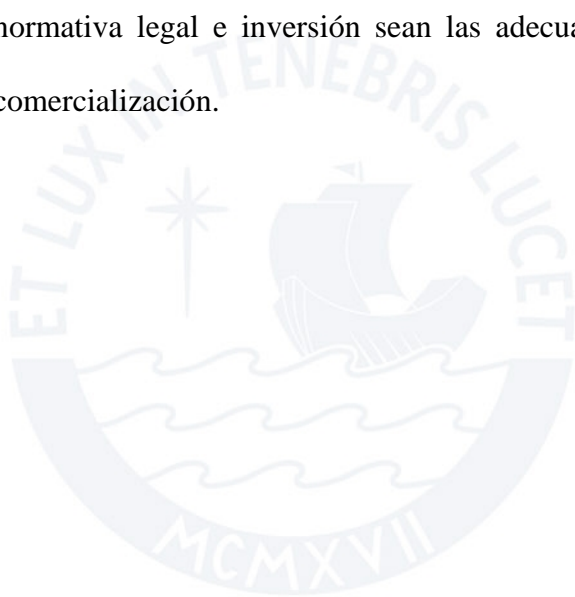 normativa legal e inversión sean las adecua
comercialización.
ET LUX IN TENEBRIS LUCET
MCMXVII